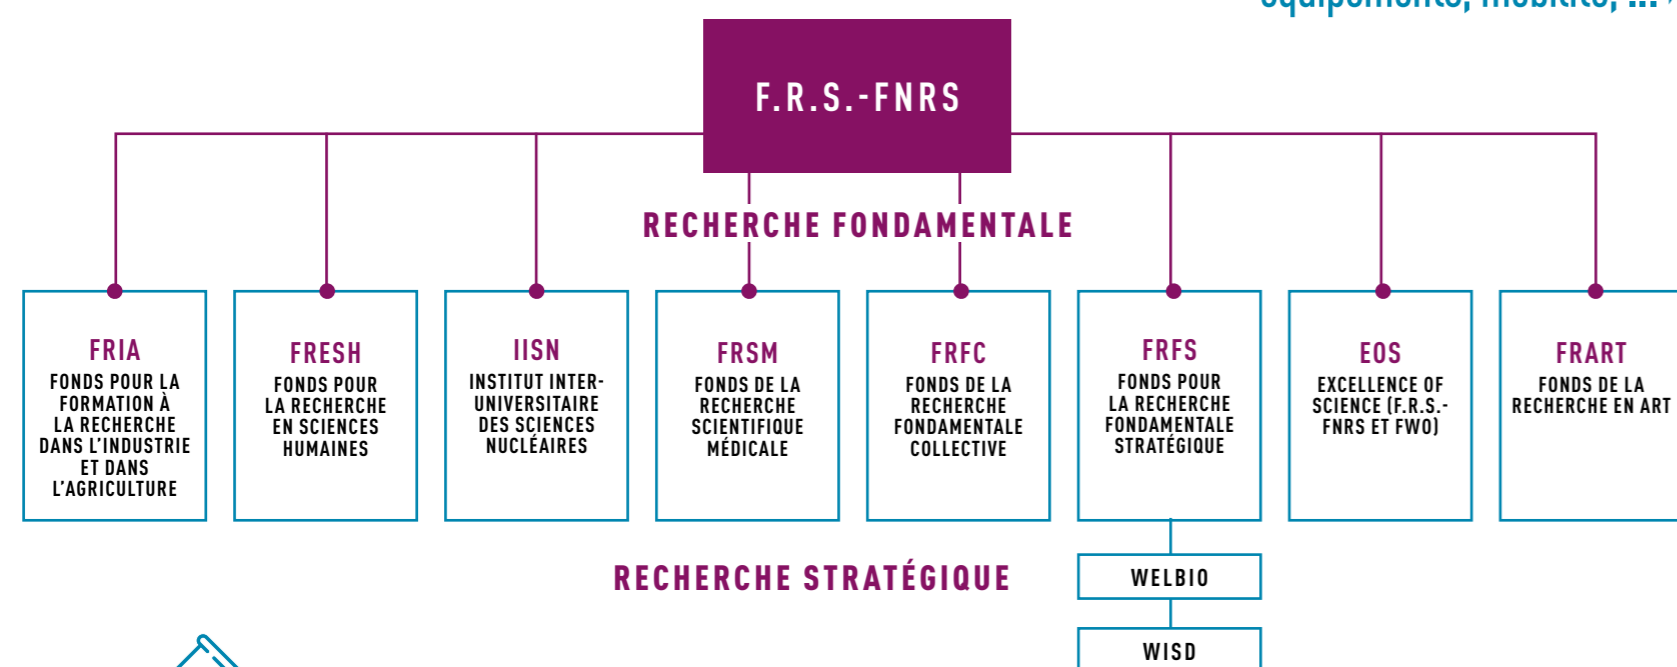 équipements, mobilité, ...
F.R.S.-FNRS
RECHERCHE FONDAMENTALE
FRIA
FONDS POUR LA
FORMATION À
LA RECHERCHE
DANS L'INDUSTRIE
ET DANS
L'AGRICULTURE
FRESH
FONDS POUR
LA RECHERCHE
EN SCIENCES
HUMAINES
IISN
INSTITUT INTER-
UNIVERSITAIRE
DES SCIENCES
NUCLÉAIRES
FRSM
FONDS DE LA
RECHERCHE
SCIENTIFIQUE
MÉDICALE
FRFC
FONDS DE LA
RECHERCHE
FONDAMENTALE
COLLECTIVE
FRFS
FONDS POUR
LA RECHERCHE
FONDAMENTALE
STRATÉGIQUE
EOS
EXCELLENCE OF
SCIENCE (F.R.S.-
FNRS ET FWO)
FRART
FONDS DE LA
RECHERCHE EN ART
RECHERCHE STRATÉGIQUE
WELBIO
WISD